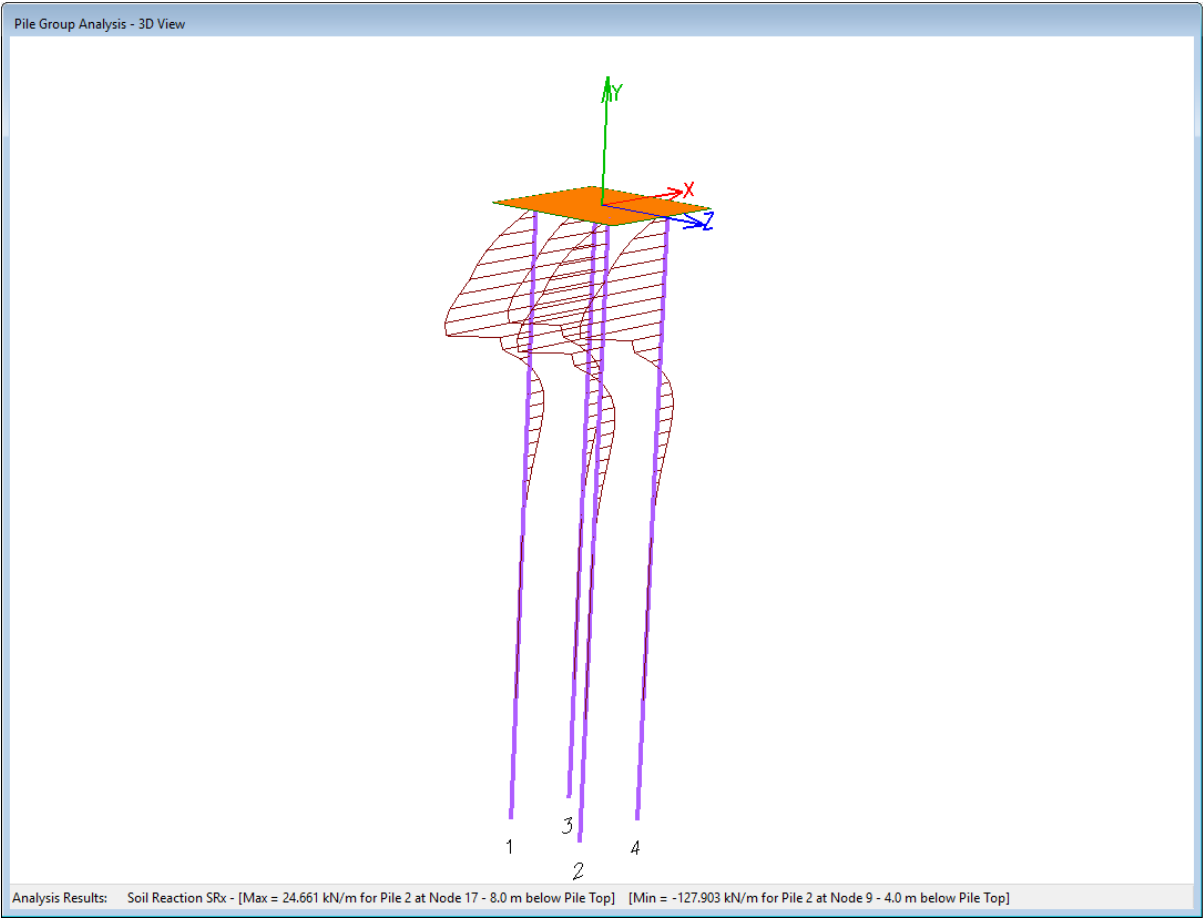 Pile Group Analysis - 3D View
Y
X
Z
1
3
2
4
Analysis Results: Soil Reaction SRx - [Max = 24.661 kN/m for Pile 2 at Node 17 - 8.0 m below Pile Top] [Min = -127.903 kN/m for Pile 2 at Node 9 - 4.0 m below Pile Top]